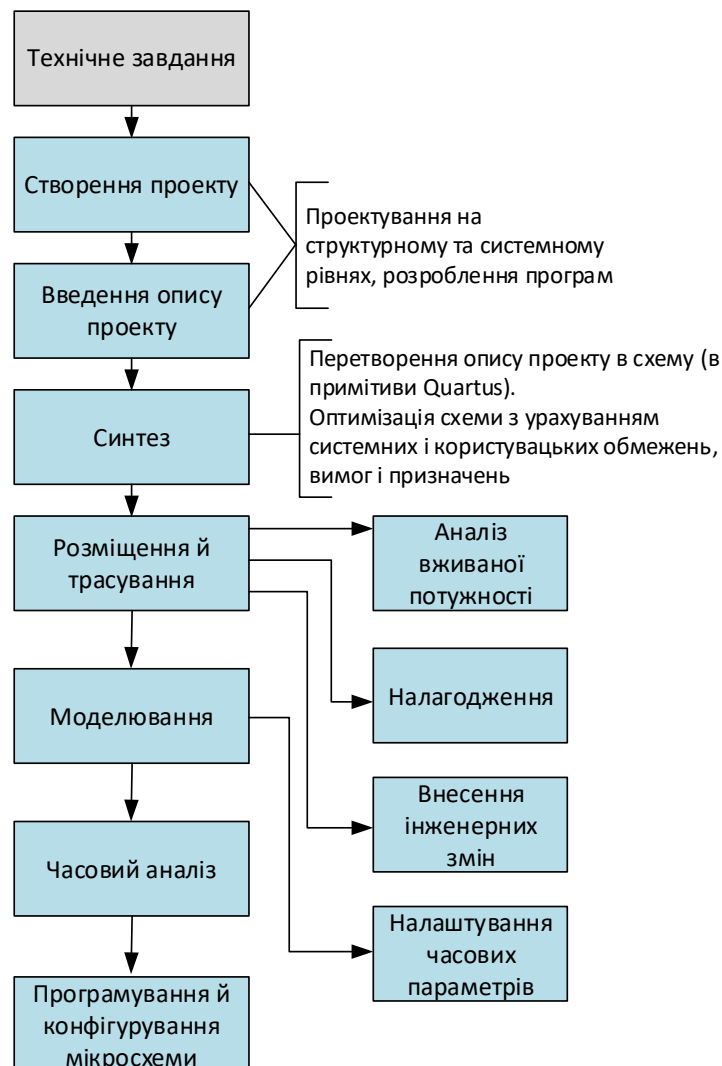 Технічне завдання
Створення проекту
Проектування на
структурному та системному
рівнях, розроблення програм
Введення опису
проекту
Перетворення опису проекту в схему (в
примітиви Quartus).
Оптимізація схеми з урахуванням
системних і користувацьких обмежень,
вимог і призначень
Синтез
Розміщення й
трасування
Аналіз
вживаної
потужності
Налагодження
Моделювання
Внесення
інженерних
змін
Часовий аналіз
Налаштування
часових
параметрів
Програмування й
конфігурування
мікросхеми